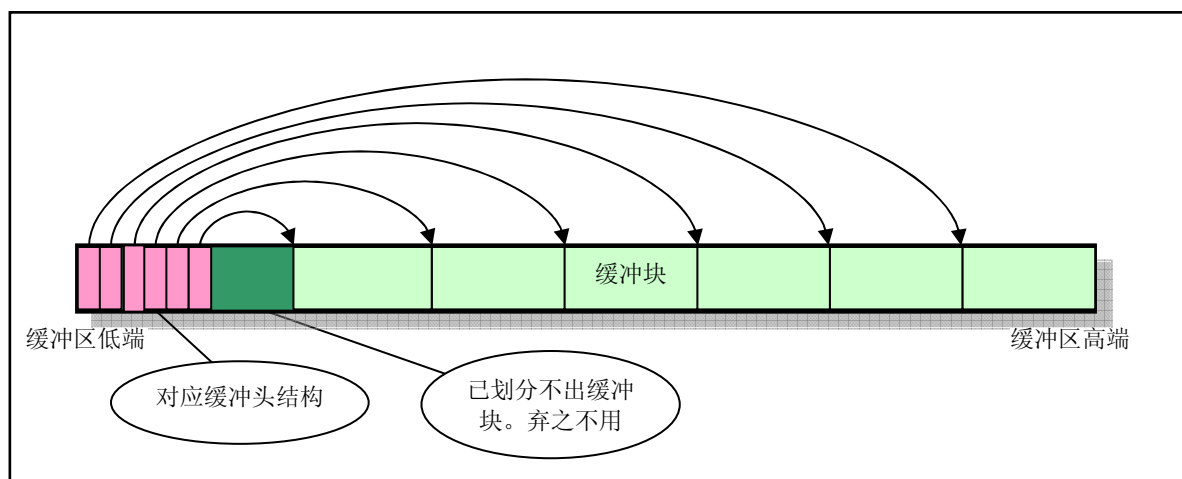 缓冲块
缓冲区低端
缓冲区高端
对应缓冲头结构
已划分不出缓冲
块。弃之不用